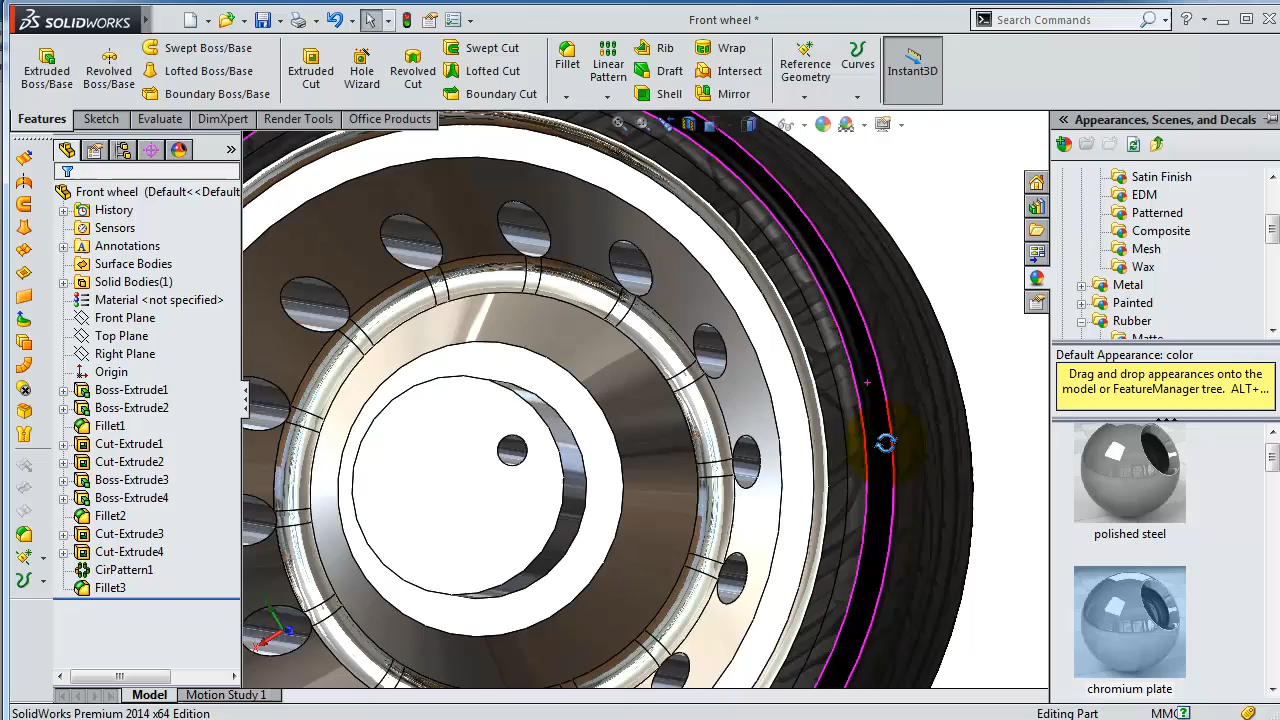 SOLIDWORKS
Front wheel *
Search Commands
Extruded Boss/Base
Revolved Boss/Base
Swept Boss/Base
Lofted Boss/Base
Boundary Boss/Base
Extruded Cut
Hole Wizard
Revolved Cut
Swept Cut
Lofted Cut
Boundary Cut
Fillet
Linear Pattern
Rib
Draft
Shell
Wrap
Intersect
Mirror
Reference Geometry
Curves
Instant3D
Features
Sketch
Evaluate
DimXpert
Render Tools
Office Products
Front wheel (Default<<Default
History
Sensors
Annotations
Surface Bodies
Solid Bodies(1)
Material <not specified>
Front Plane
Top Plane
Right Plane
Origin
Boss-Extrude1
Boss-Extrude2
Fillet1
Cut-Extrude1
Cut-Extrude2
Boss-Extrude3
Boss-Extrude4
Fillet2
Cut-Extrude3
Cut-Extrude4
CirPattern1
Fillet3
Appearances, Scenes, and Decals
Satin Finish
EDM
Patterned
Composite
Mesh
Wax
Metal
Painted
Rubber
Matte
Default Appearance: color
Drag and drop appearances onto the
model or FeatureManager tree. ALT+...
polished steel
chromium plate
Model
Motion Study 1
SolidWorks Premium 2014 x64 Edition
Editing Part